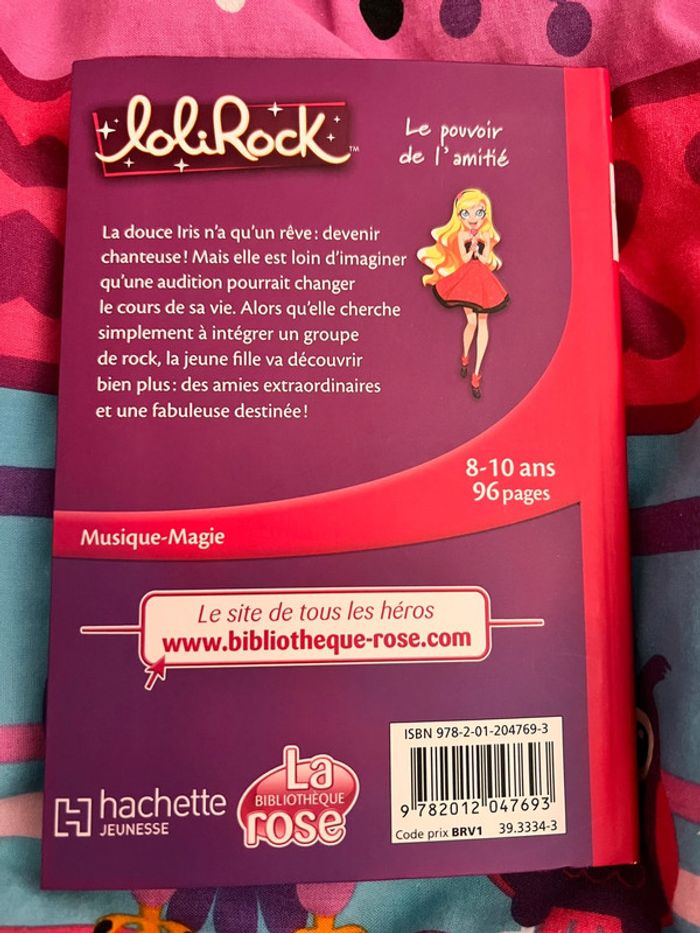 LoliRock™
Le pouvoir
de l'amitié
La douce Iris n'a qu'un rêve : devenir
chanteuse ! Mais elle est loin d'imaginer
qu'une audition pourrait changer
le cours de sa vie. Alors qu'elle cherche
simplement à intégrer un groupe
de rock, la jeune fille va découvrir
bien plus : des amies extraordinaires
et une fabuleuse destinée !
8-10 ans
96 pages
Musique-Magie
Le site de tous les héros
www.bibliotheque-rose.com
ISBN 978-2-01-204769-3
9 782012 047693
Code prix BRV1 39.3334-3
hachette
JEUNESSE
La
BIBLIOTHÈQUE
rose